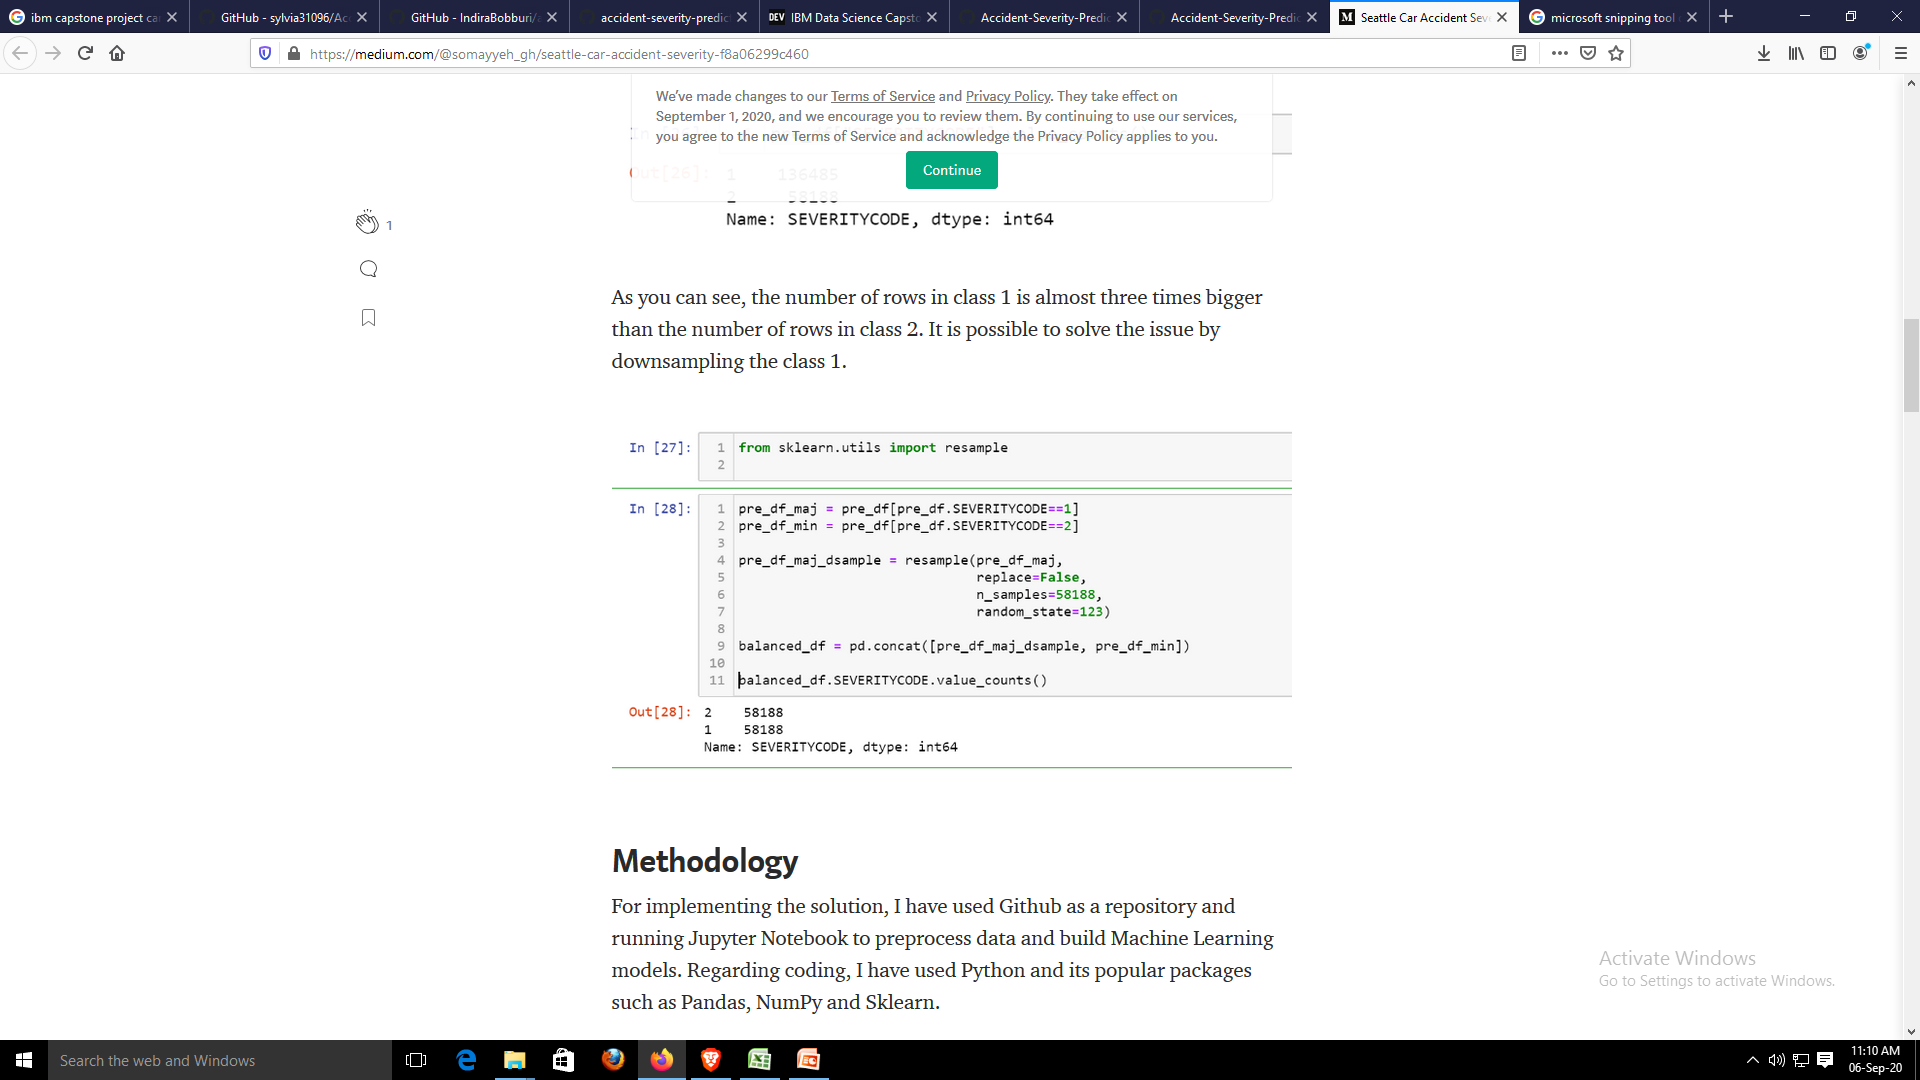 ibm capstone project ca
GitHub - sylvia31096/Ac
GitHub - IndiraBobburi/
accident-severity-predic
DEV IBM Data Science Capst
Accident-Severity-Predic
Accident-Severity-Predic
M Seattle Car Accident Sev
microsoft snipping tool
https://medium.com/@somayyeh_gh/seattle-car-accident-severity-f8a06299c460
We've made changes to our Terms of Service and Privacy Policy. They take effect on
September 1, 2020, and we encourage you to review them. By continuing to use our services,
you agree to the new Terms of Service and acknowledge the Privacy Policy applies to you.
Continue
Out[26]: 1 136485
2 58188
Name: SEVERITYCODE, dtype: int64
1
As you can see, the number of rows in class 1 is almost three times bigger
than the number of rows in class 2. It is possible to solve the issue by
downsampling the class 1.
In [27]: 1 from sklearn.utils import resample
2
In [28]: 1 pre_df_maj = pre_df[pre_df.SEVERITYCODE==1]
2 pre_df_min = pre_df[pre_df.SEVERITYCODE==2]
3
4 pre_df_maj_dsample = resample(pre_df_maj,
5 replace=False,
6 n_samples=58188,
7 random_state=123)
8
9 balanced_df = pd.concat([pre_df_maj_dsample, pre_df_min])
10
11 balanced_df.SEVERITYCODE.value_counts()
Out[28]: 2 58188
1 58188
Name: SEVERITYCODE, dtype: int64
Methodology
For implementing the solution, I have used Github as a repository and
running Jupyter Notebook to preprocess data and build Machine Learning
models. Regarding coding, I have used Python and its popular packages
such as Pandas, NumPy and Sklearn.
Activate Windows
Go to Settings to activate Windows.
Search the web and Windows
11:10 AM
06-Sep-20